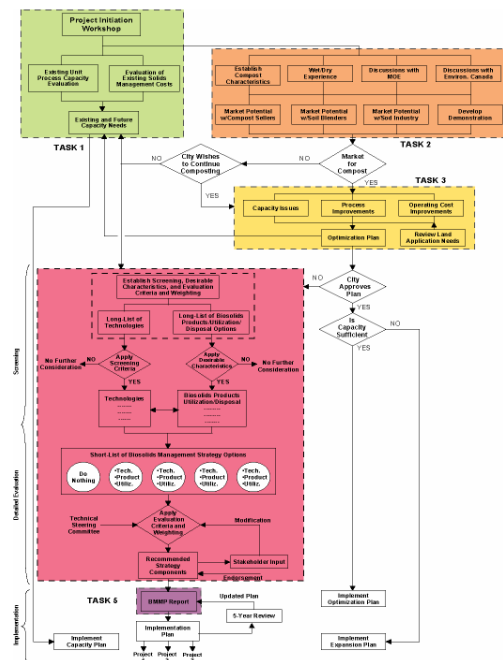 Project Initiation
Workshop
Existing Unit
Process Capacity
Evaluation
Evaluation of
Existing Solids
Management Costs
Existing and Future
Capacity Needs
TASK 1
Establish
Compost
Characteristics
Wet/Dry
Experience
Discussions with
MOE
Discussions with
Environ. Canada
Market Potential
w/Compost Sellers
Market Potential
w/Soil Blenders
Market Potential
w/Sod Industry
Develop
Demonstration
TASK 2
NO
City Wishes
to Continue
Composting
NO
Market
for
Compost
YES
YES
TASK 3
Capacity Issues
Process
Improvements
Operating Cost
Improvements
Optimization Plan
Review Land
Application Needs
NO
City
Approves
Plan
YES
Is
Capacity
Sufficient
NO
YES
Screening
Establish Screening, Desirable
Characteristics, and Evaluation
Criteria and Weighting
Long-List of
Technologies
Long-List of Biosolids
Products-Utilization/
Disposal Options
No Further
Consideration
NO
Apply
Screening
Criteria
YES
Apply
Desirable
Characteristics
NO
No Further
Consideration
YES
Technologies
Biosolids Products
Utilization/Disposal
Detailed Evaluation
Short-List of Biosolids Management Strategy Options
Do
Nothing
•Tech.
•Product
•Utiliz.
•Tech.
•Product
•Utiliz.
•Tech.
•Product
•Utiliz.
•Tech.
•Product
•Utiliz.
Technical
Steering
Committee
Apply
Evaluation
Criteria and
Weighting
Modification
Recommended
Strategy
Components
Stakeholder Input
Endorsement
TASK 5
BMMP Report
Updated Plan
Implementation
Implementation
Plan
5-Year Review
Project
Project
Project
Implement
Capacity Plan
Implement
Optimization Plan
Implement
Expansion Plan